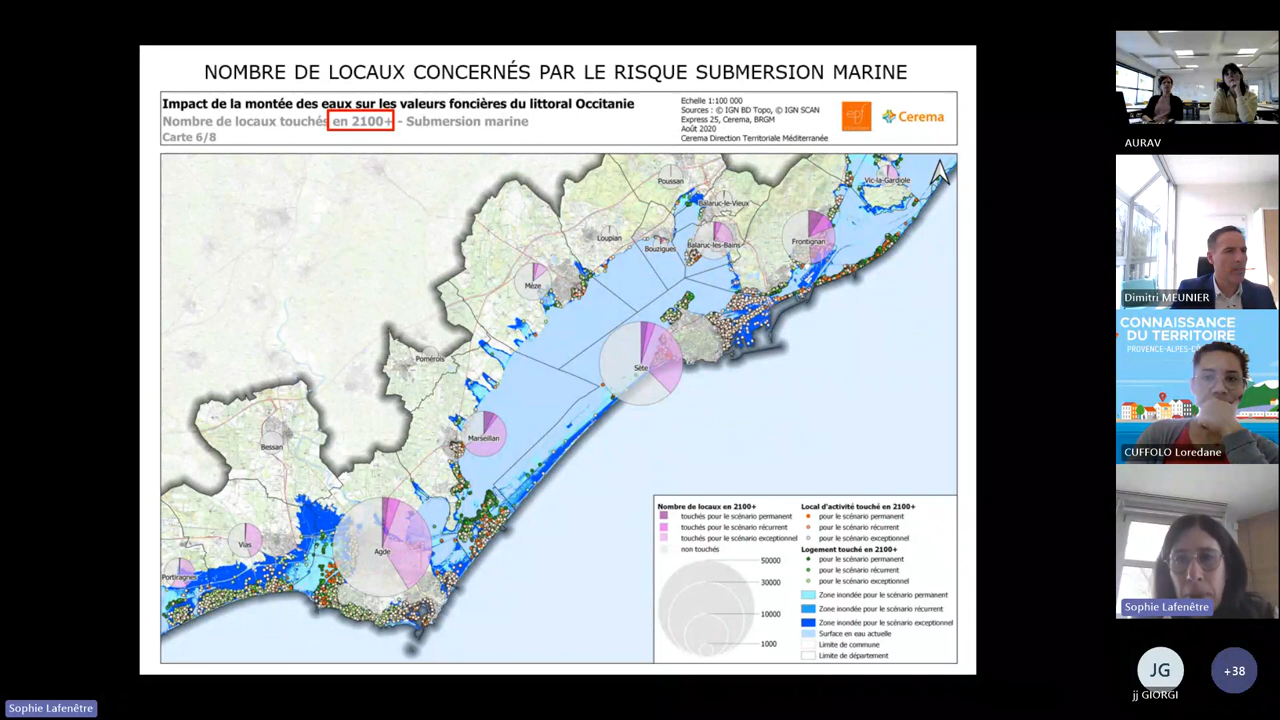 NOMBRE DE LOCAUX CONCERNÉS PAR LE RISQUE SUBMERSION MARINE
Impact de la montée des eaux sur les valeurs foncières du littoral Occitanie
Nombre de locaux touchés en 2100+ - Submersion marine
Carte 6/8
Echelle 1:100 000
Sources : © IGN BD Topo, © IGN SCAN
Express 25, Cerema, BRGM
Août 2020
Cerema Direction Territoriale Méditerranée
epf
Cerema
Poussan
Vic-la-Gardiole
Balaruc-le-Vieux
Loupian
Bouzigues
Balaruc-les-Bains
Frontignan
Mèze
Pomérols
Sète
Marseillan
Bessan
Vias
Agde
Portiragnes
Nombre de locaux en 2100+
touchés pour le scénario permanent
touchés pour le scénario récurrent
touchés pour le scénario exceptionnel
non touchés
50000
30000
10000
1000
Local d'activité touché en 2100+
pour le scénario permanent
pour le scénario récurrent
pour le scénario exceptionnel
Logement touché en 2100+
pour le scénario permanent
pour le scénario récurrent
pour le scénario exceptionnel
Zone inondée pour le scénario permanent
Zone inondée pour le scénario récurrent
Zone inondée pour le scénario exceptionnel
Surface en eau actuelle
Limite de commune
Limite de département
AURAV
Dimitri MEUNIER
CONNAISSANCE
DU TERRITOIRE
CUFFOLO Loredane
Sophie Lafenêtre
JG
+38
jj GIORGI
Sophie Lafenêtre